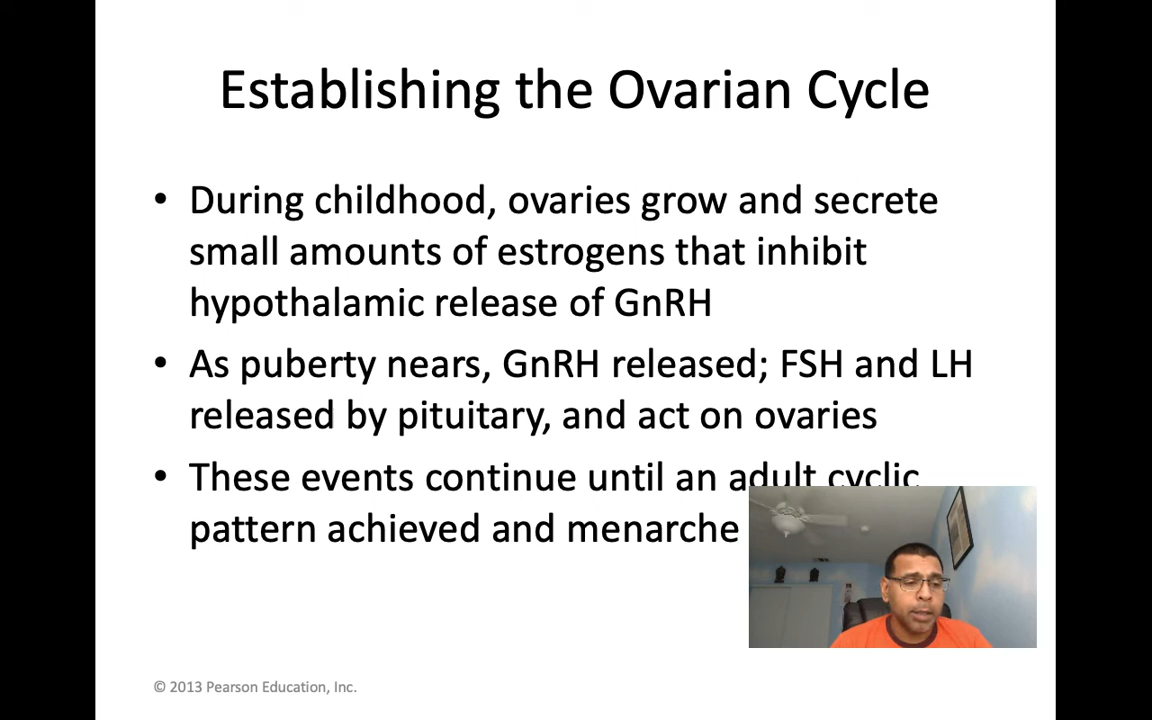 Establishing the Ovarian Cycle
• During childhood, ovaries grow and secrete
small amounts of estrogens that inhibit
hypothalamic release of GnRH
• As puberty nears, GnRH released; FSH and LH
released by pituitary, and act on ovaries
• These events continue until an adult cyclic
pattern achieved and menarche
© 2013 Pearson Education, Inc.